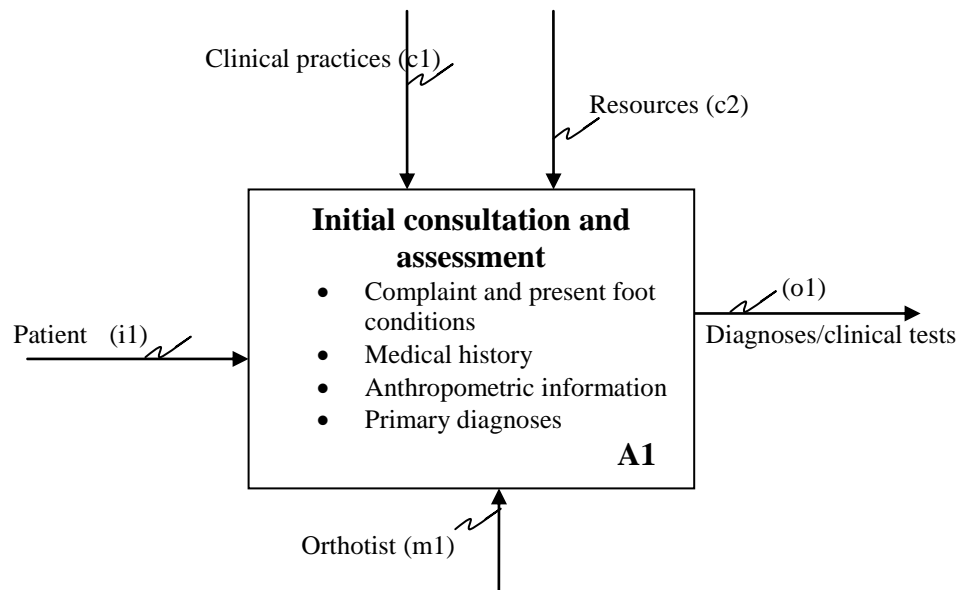 Clinical practices (c1)
Resources (c2)
Initial consultation and
assessment
• Complaint and present foot
conditions
• Medical history
• Anthropometric information
• Primary diagnoses
A1
Patient (i1)
(o1)
Diagnoses/clinical tests
Orthotist (m1)